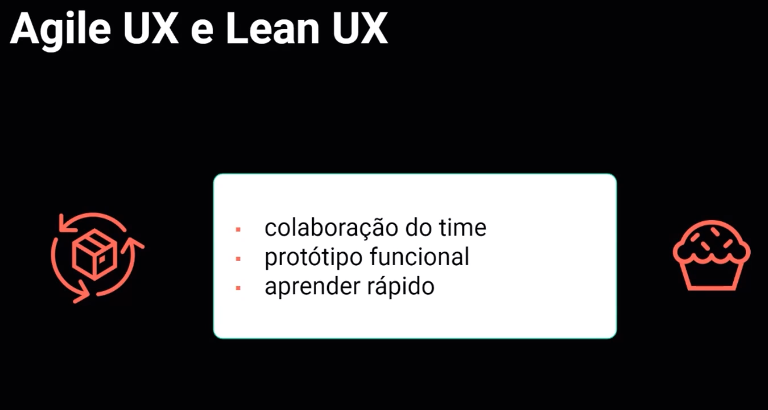 Agile UX e Lean UX
colaboração do time
protótipo funcional
aprender rápido